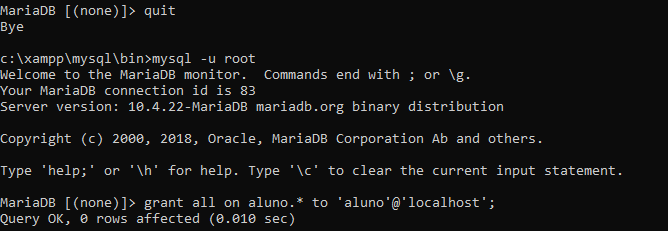 MariaDB [(none)]> quit
Bye
c:\xampp\mysql\bin>mysql -u root
Welcome to the MariaDB monitor.  Commands end with ; or \g.
Your MariaDB connection id is 83
Server version: 10.4.22-MariaDB mariadb.org binary distribution
Copyright (c) 2000, 2018, Oracle, MariaDB Corporation Ab and others.
Type 'help;' or '\h' for help. Type '\c' to clear the current input statement.
MariaDB [(none)]> grant all on aluno.* to 'aluno'@'localhost';
Query OK, 0 rows affected (0.010 sec)